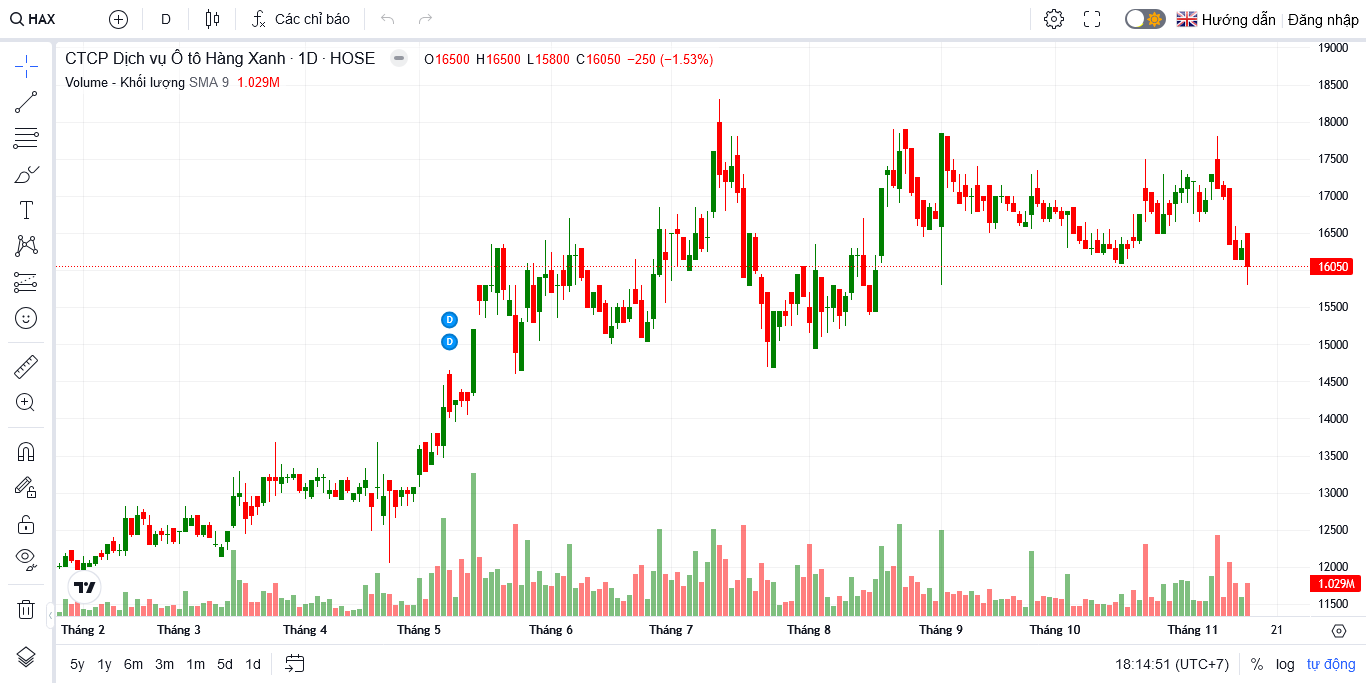 HAX D Các chỉ báo Hướng dẫn Đăng nhập
CTCP Dịch vụ Ô tô Hàng Xanh · 1D · HOSE O16500 H16500 L15800 C16050 −250 (−1.53%)
Volume - Khối lượng SMA 9 1.029M
19000
18500
18000
17500
17000
16500
16050
15500
D
D
15000
14500
14000
13500
13000
12500
12000
1.029M
11500
Tháng 2 Tháng 3 Tháng 4 Tháng 5 Tháng 6 Tháng 7 Tháng 8 Tháng 9 Tháng 10 Tháng 11 21
5y 1y 6m 3m 1m 5d 1d 18:14:51 (UTC+7) % log tự động